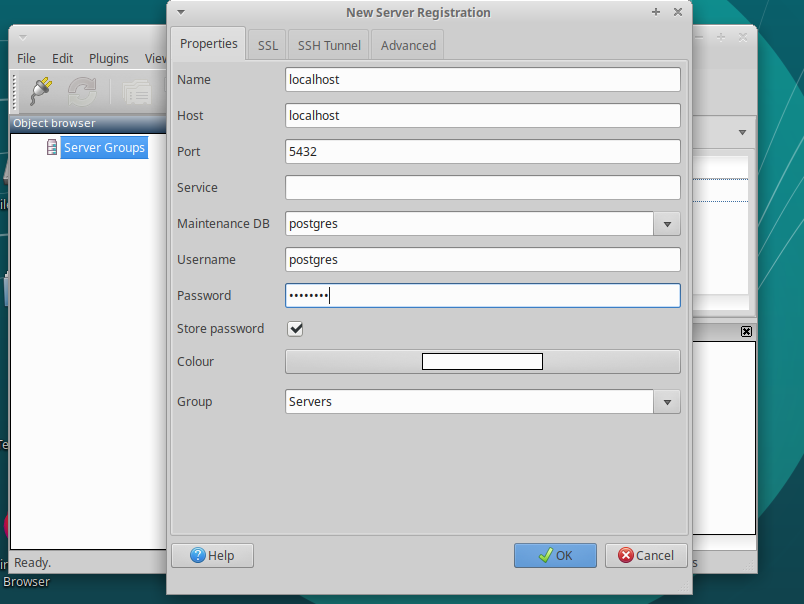 New Server Registration
File Edit Plugins
Properties SSL SSH Tunnel Advanced
Object browser
Server Groups
Name localhost
Host localhost
Port 5432
Service
Maintenance DB postgres
Username postgres
Password ••••••••
Store password
Colour
Group Servers
Help OK Cancel
Ready.
Browser